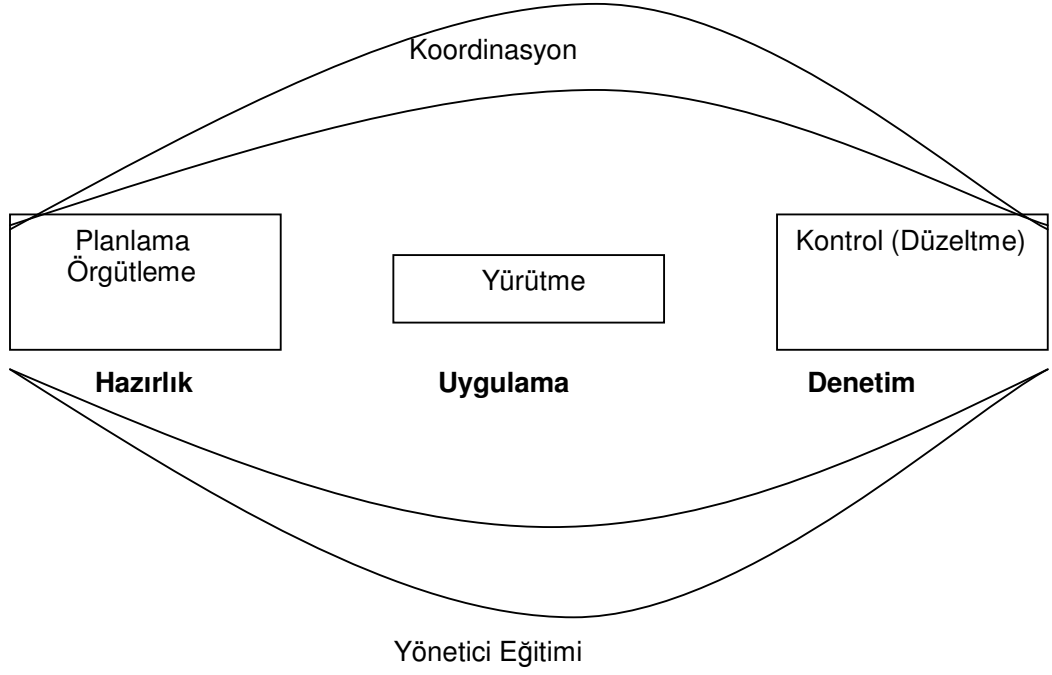 Koordinasyon
Planlama
Örgütleme
Yürütme
Kontrol (Düzeltme)
Hazırlık
Uygulama
Denetim
Yönetici Eğitimi